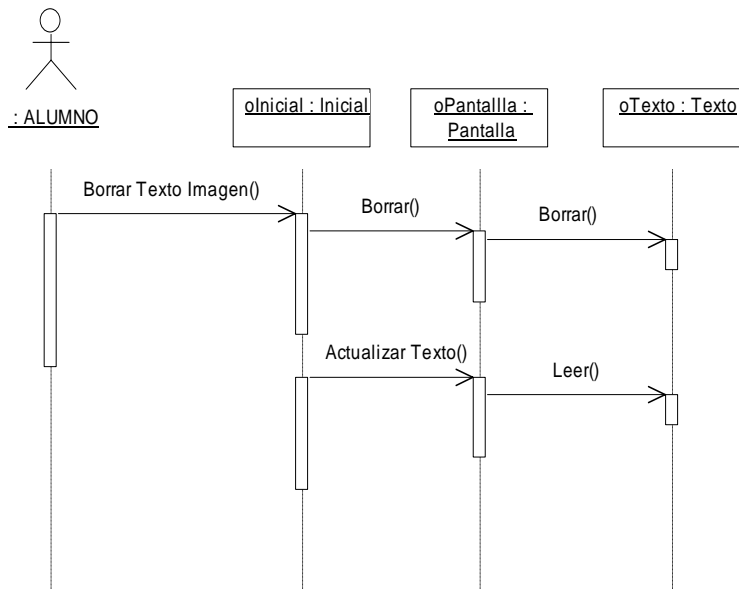 : ALUMNO
oInicial : Inicial
oPantallla :
Pantalla
oTexto : Texto
Borrar Texto Imagen()
Borrar()
Borrar()
Actualizar Texto()
Leer()